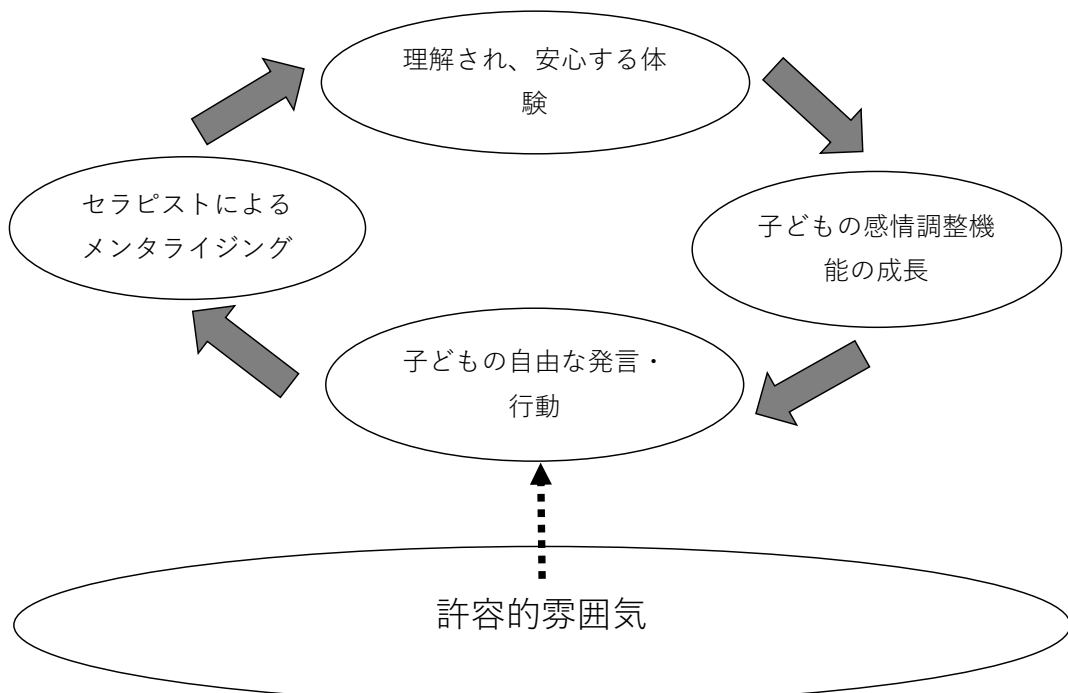 理解され、安心する体
験
セラピストによる
メンタライジング
子どもの感情調整機
能の成長
子どもの自由な発言・
行動
許容的雰囲気